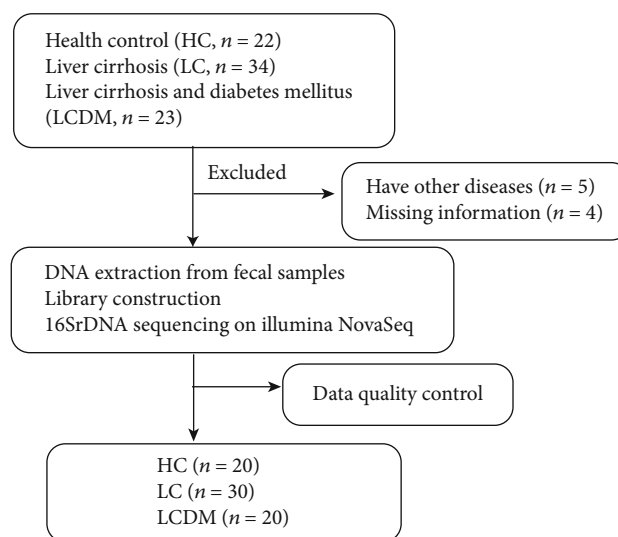 Health control (HC, n = 22)
Liver cirrhosis (LC, n = 34)
Liver cirrhosis and diabetes mellitus
(LCDM, n = 23)
Excluded
Have other diseases (n = 5)
Missing information (n = 4)
DNA extraction from fecal samples
Library construction
16SrDNA sequencing on illumina NovaSeq
Data quality control
HC (n = 20)
LC (n = 30)
LCDM (n = 20)